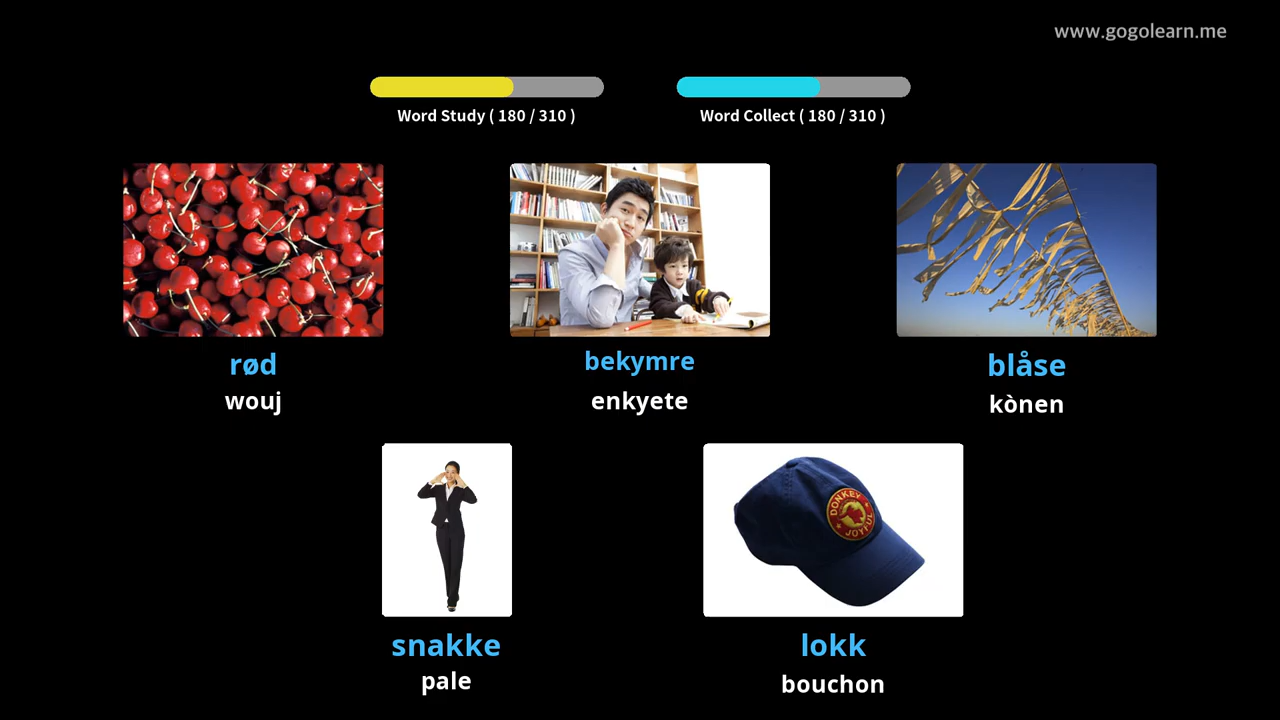 www.gogolearn.me
Word Study ( 180 / 310 )
Word Collect ( 180 / 310 )
rød
wouj
bekymre
enkyete
blåse
kònen
snakke
pale
DONKEY
JOYFUL
lokk
bouchon